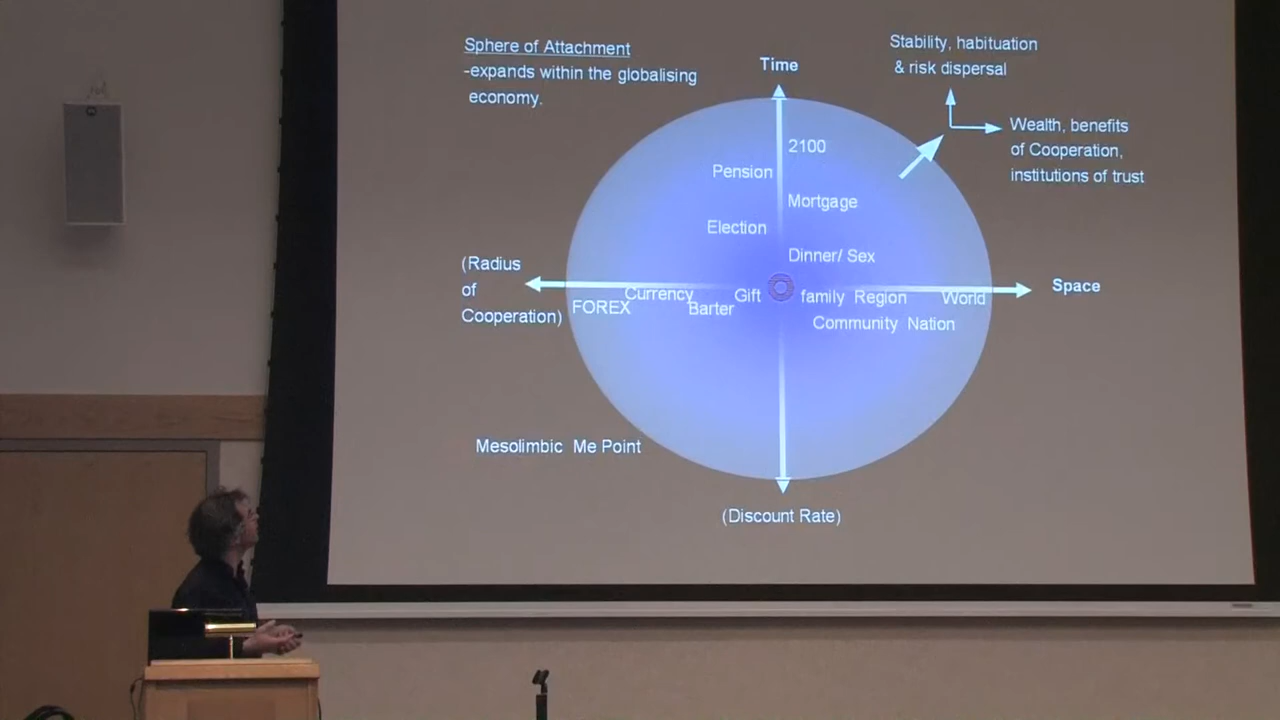 Sphere of Attachment
-expands within the globalising
economy.
Time
Stability, habituation
& risk dispersal
Wealth, benefits
of Cooperation,
institutions of trust
2100
Pension
Mortgage
Election
Dinner/ Sex
(Radius
of
Cooperation)
FOREX
Currency
Barter
Gift
family
Region
World
Community
Nation
Space
Mesolimbic Me Point
(Discount Rate)